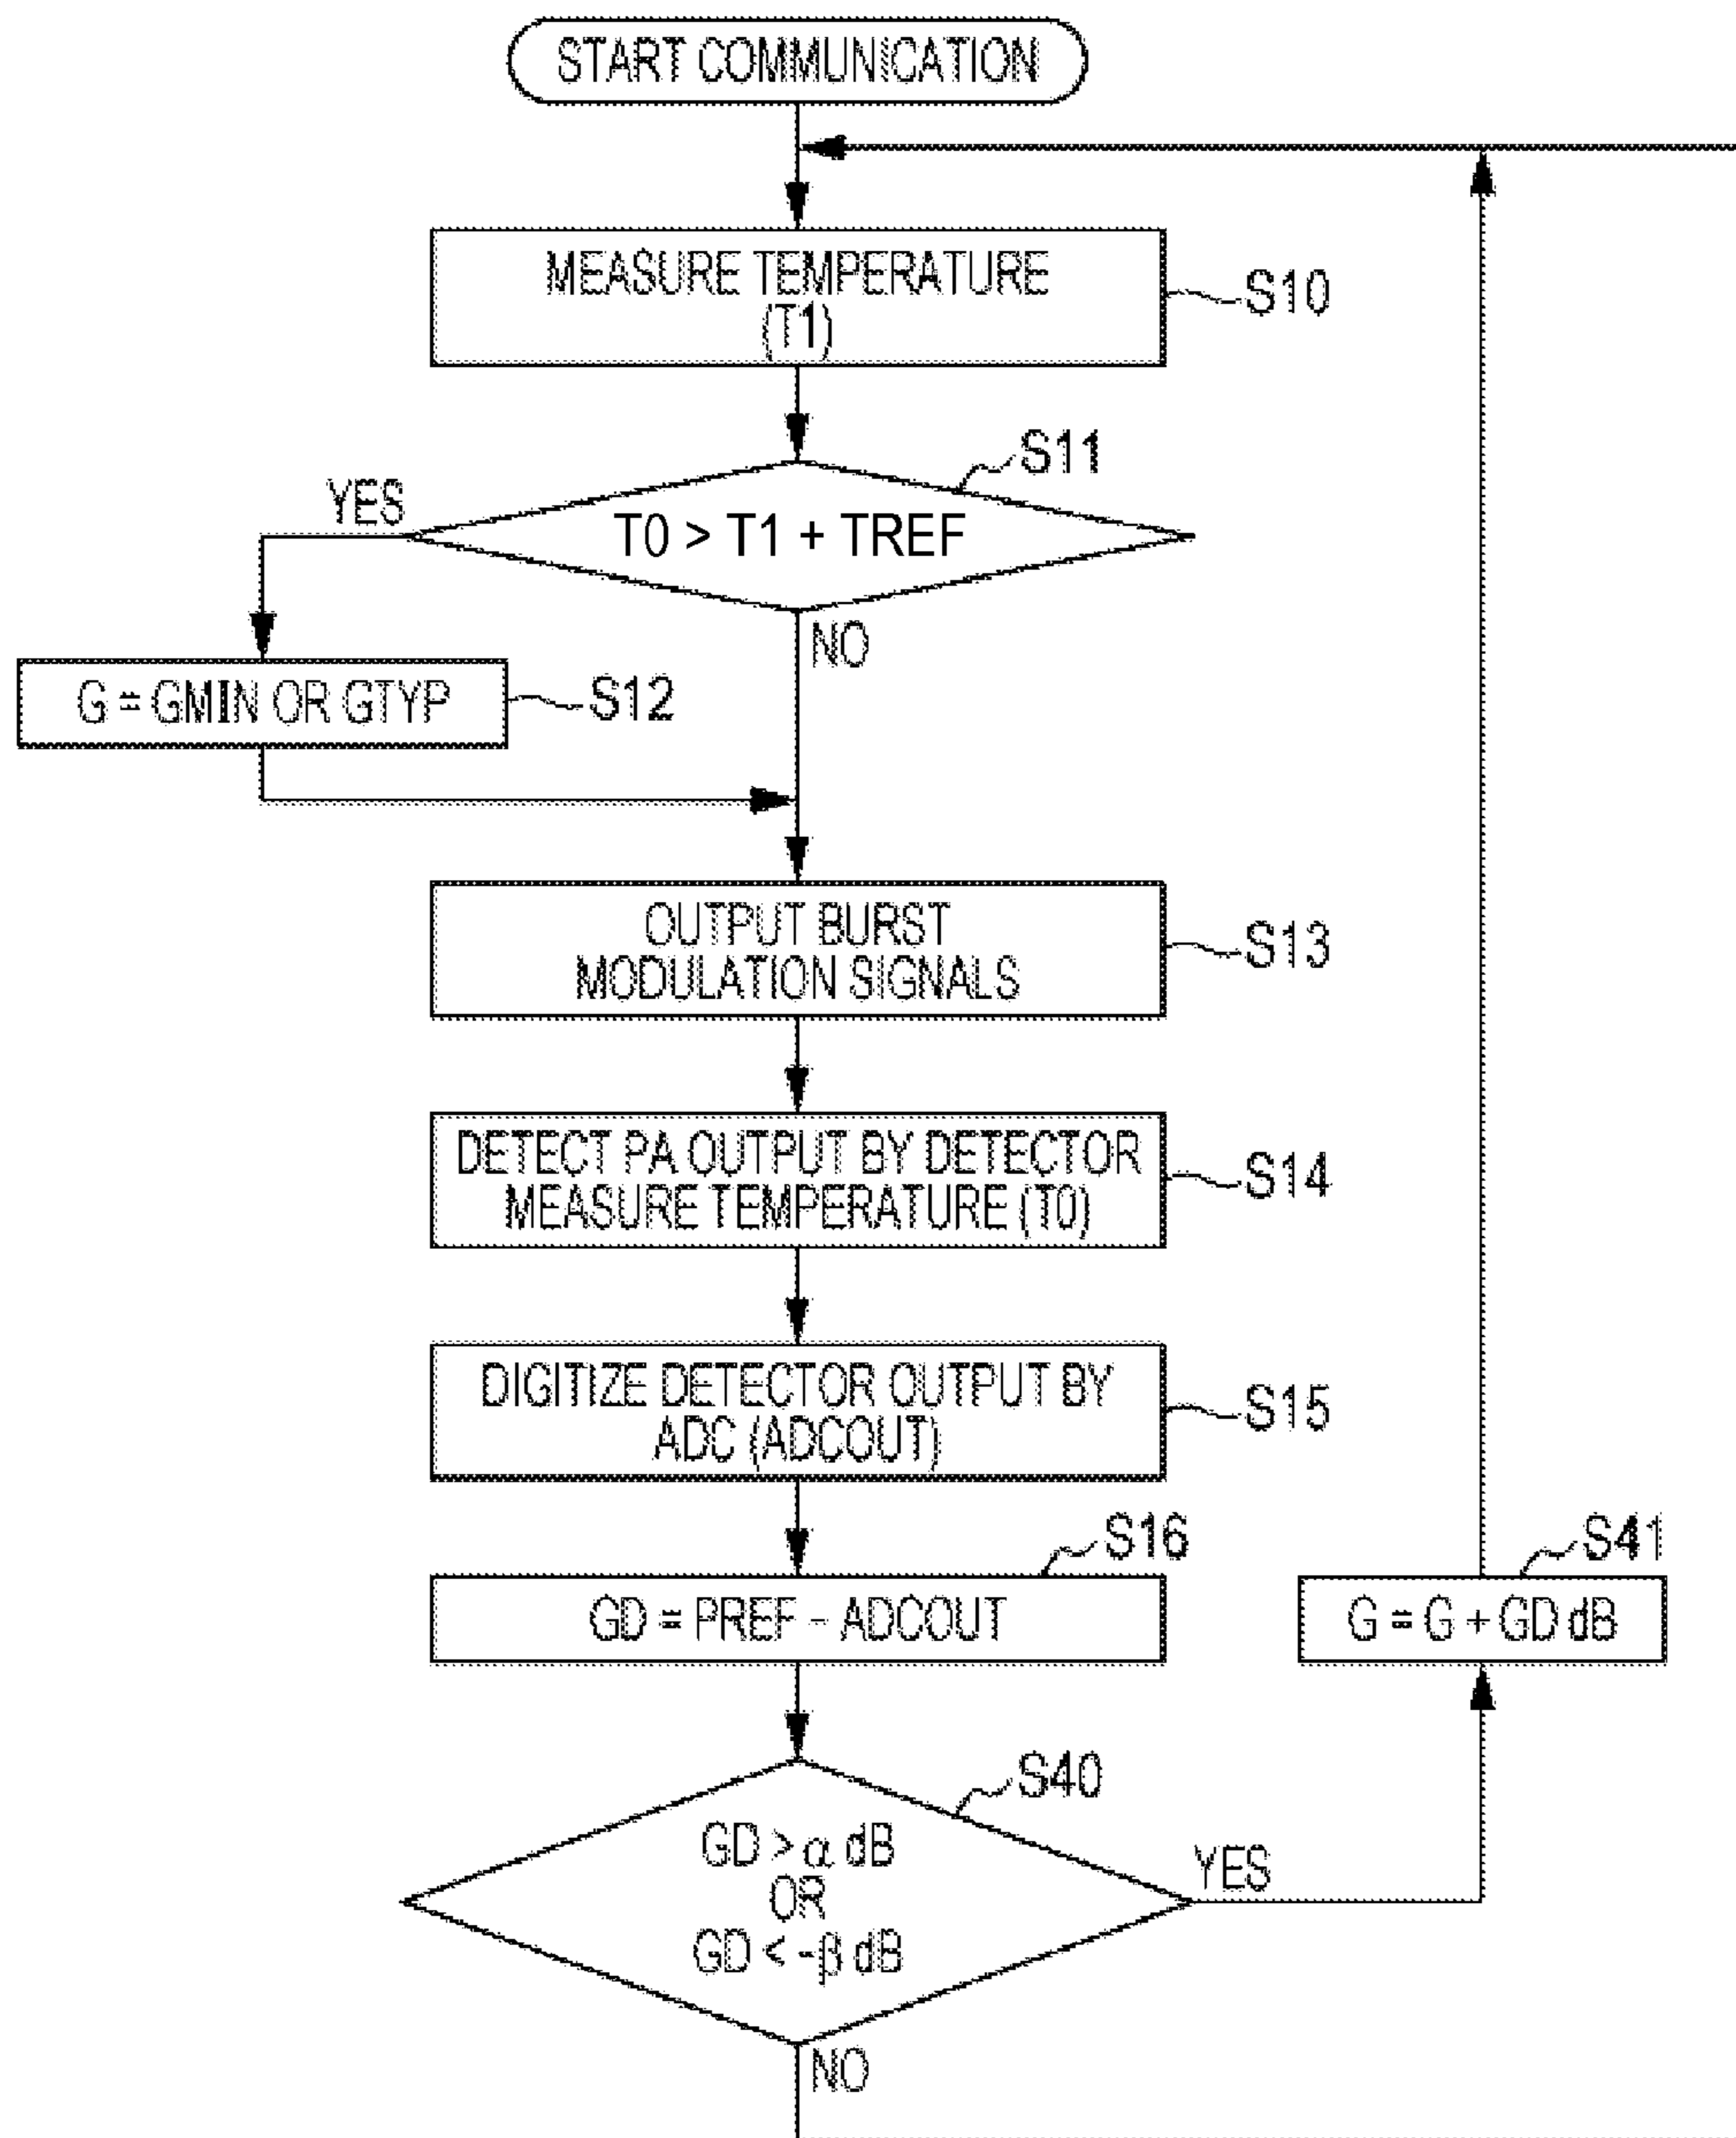 START COMMUNICATION
MEASURE TEMPERATURE
(T1)
S10
S11
YES
T0 > T1 + TREF
NO
G = GMIN OR GTYP
S12
OUTPUT BURST
MODULATION SIGNALS
S13
DETECT PA OUTPUT BY DETECTOR
MEASURE TEMPERATURE (T0)
S14
DIGITIZE DETECTOR OUTPUT BY
ADC (ADCOUT)
S15
S16
GD = PREF - ADCOUT
S41
G = G + GD dB
S40
GD > α dB
OR
GD < -β dB
YES
NO